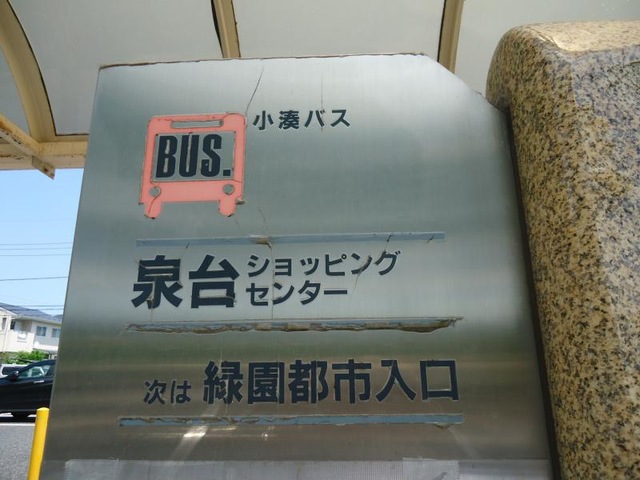 小湊バス
BUS.
泉台 ショッピング
センター
次は 緑園都市入口